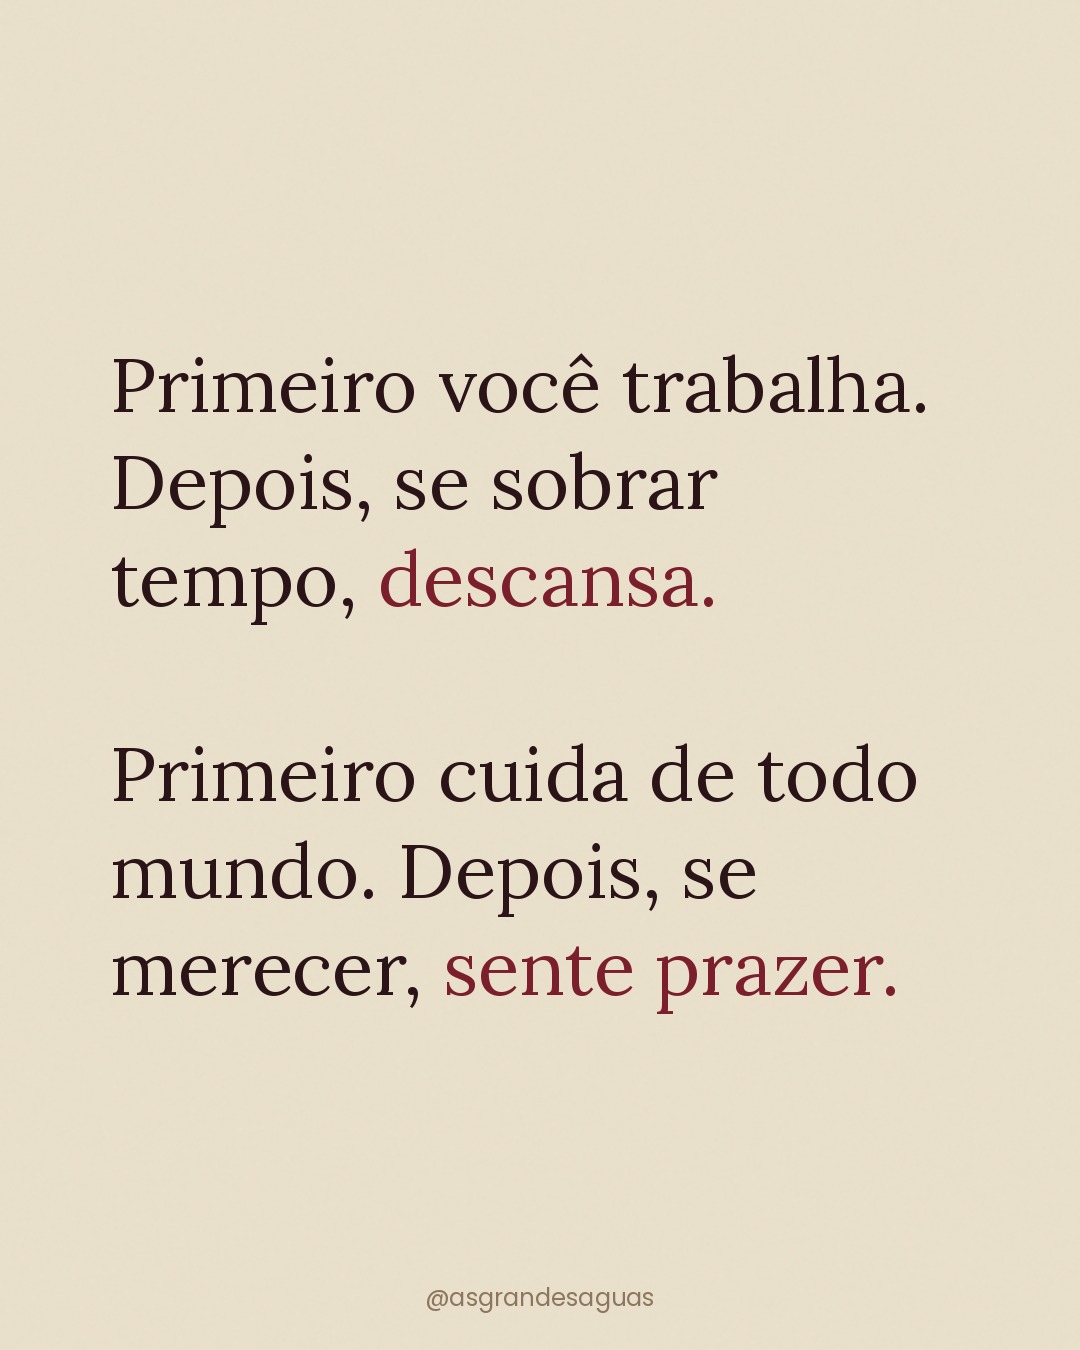 Primeiro você trabalha.
Depois, se sobrar
tempo, descansa.
Primeiro cuida de todo
mundo. Depois, se
merecer, sente prazer.
@asgrandesaguas